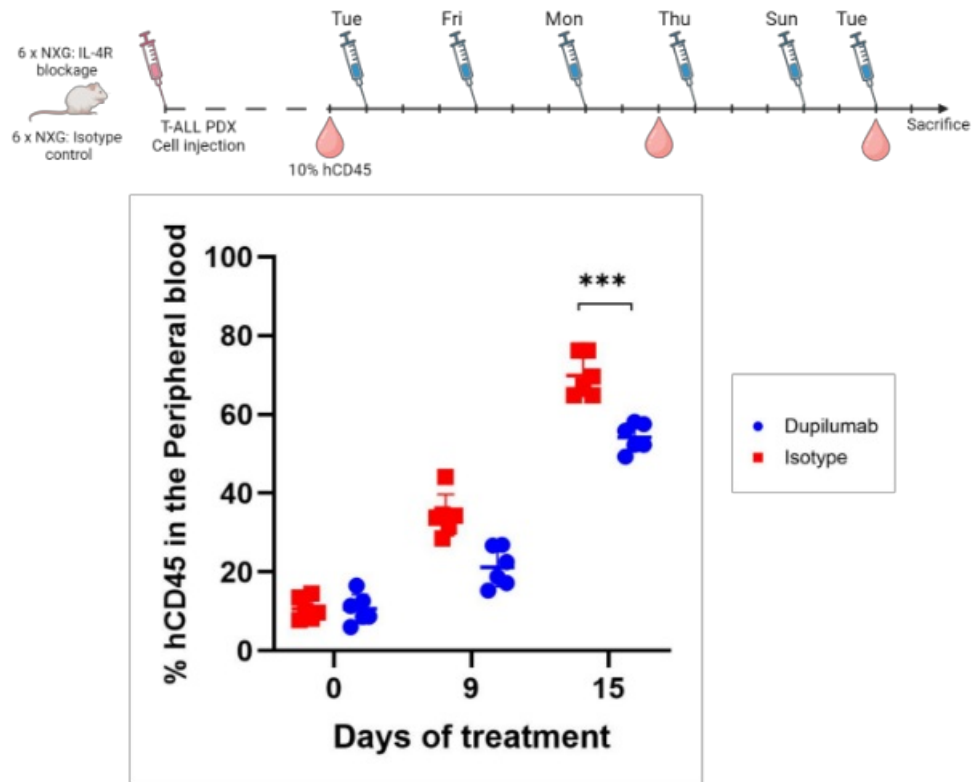 Tue
Fri
Mon
Thu
Sun
Tue
6 x NXG: IL-4R
blockage
6 x NXG: Isotype
control
T-ALL PDX
Cell injection
10% hCD45
Sacrifice
% hCD45 in the Peripheral blood
100
80
60
40
20
0
***
0
9
15
Days of treatment
Dupilumab
Isotype